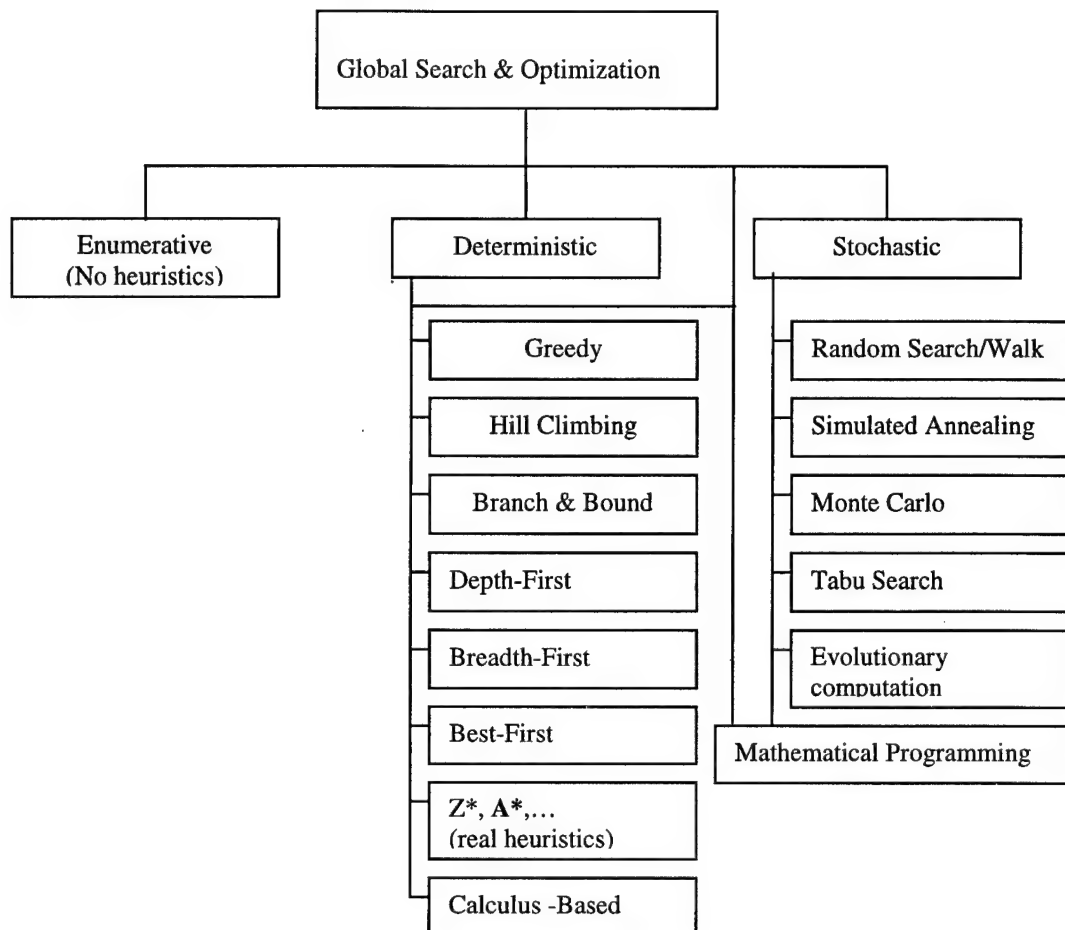 Global Search & Optimization
Enumerative
(No heuristics)
Deterministic
Stochastic
Greedy
Hill Climbing
Branch & Bound
Depth-First
Breadth-First
Best-First
Z*, A*,...
(real heuristics)
Calculus -Based
Random Search/Walk
Simulated Annealing
Monte Carlo
Tabu Search
Evolutionary
computation
Mathematical Programming